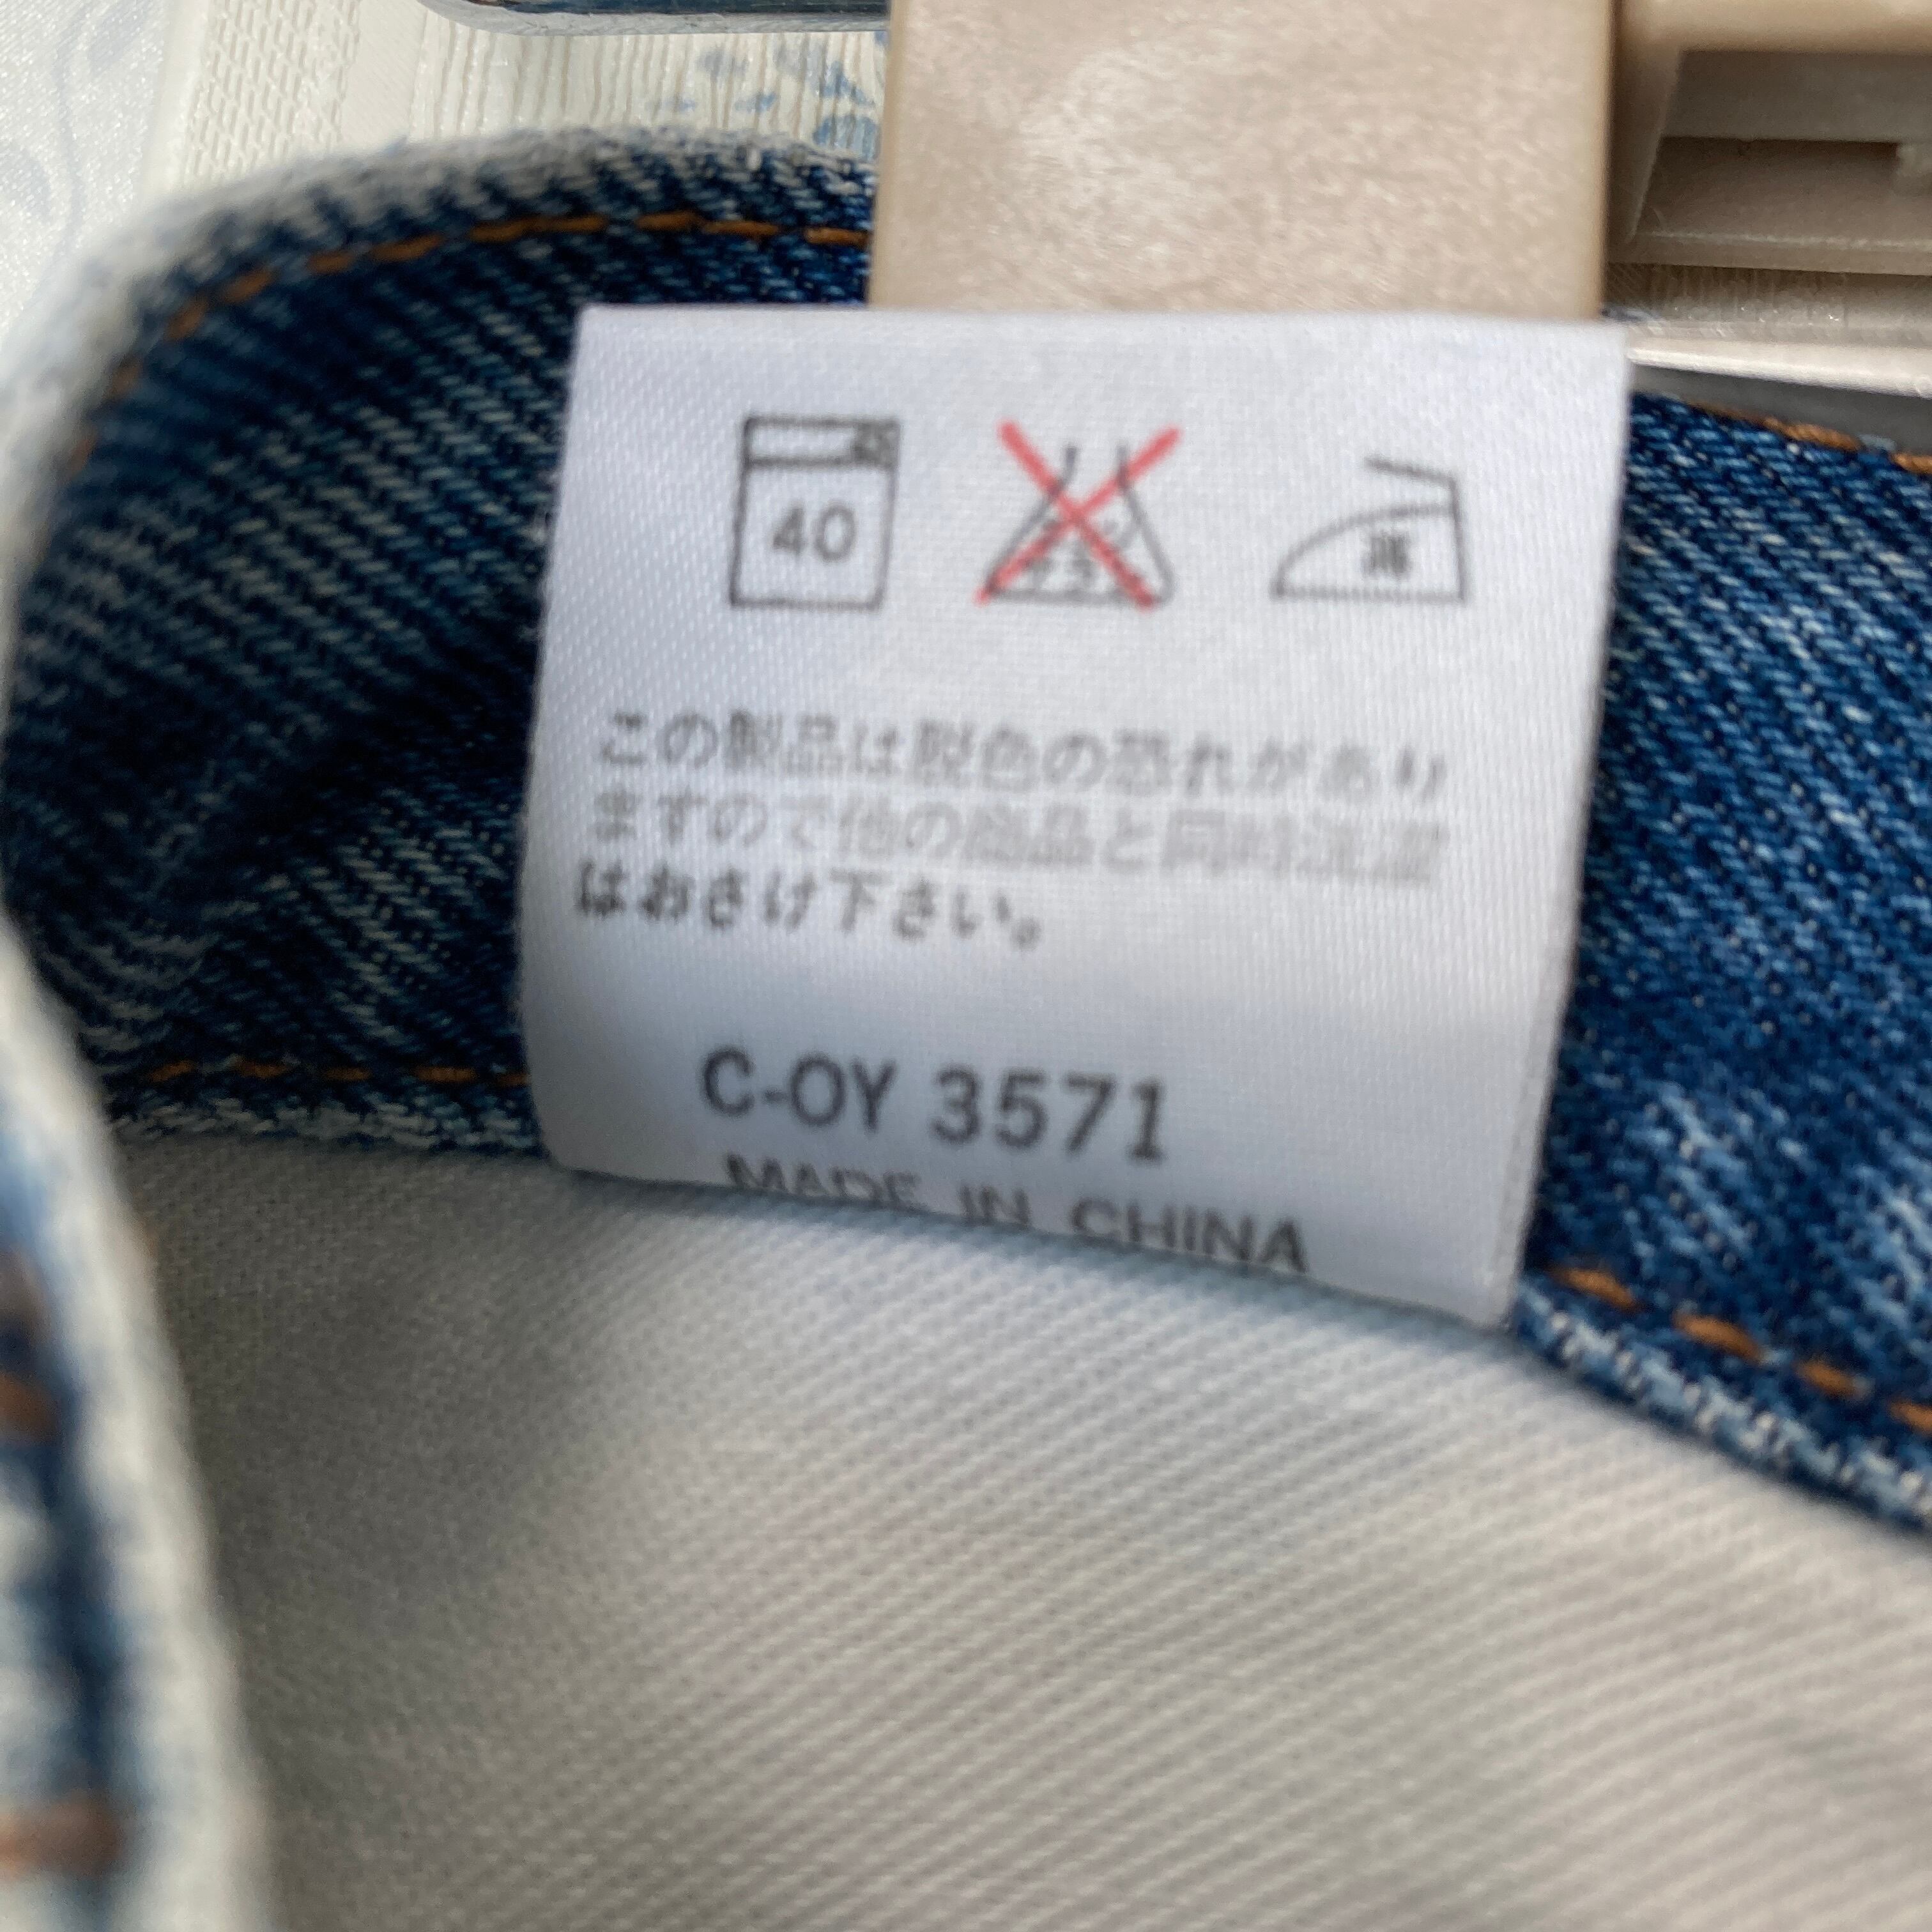 40
この製品は脱色の恐れがあり
ますので他の商品と同時洗濯
はおさけ下さい。
C-OY 3571
MADE IN CHINA